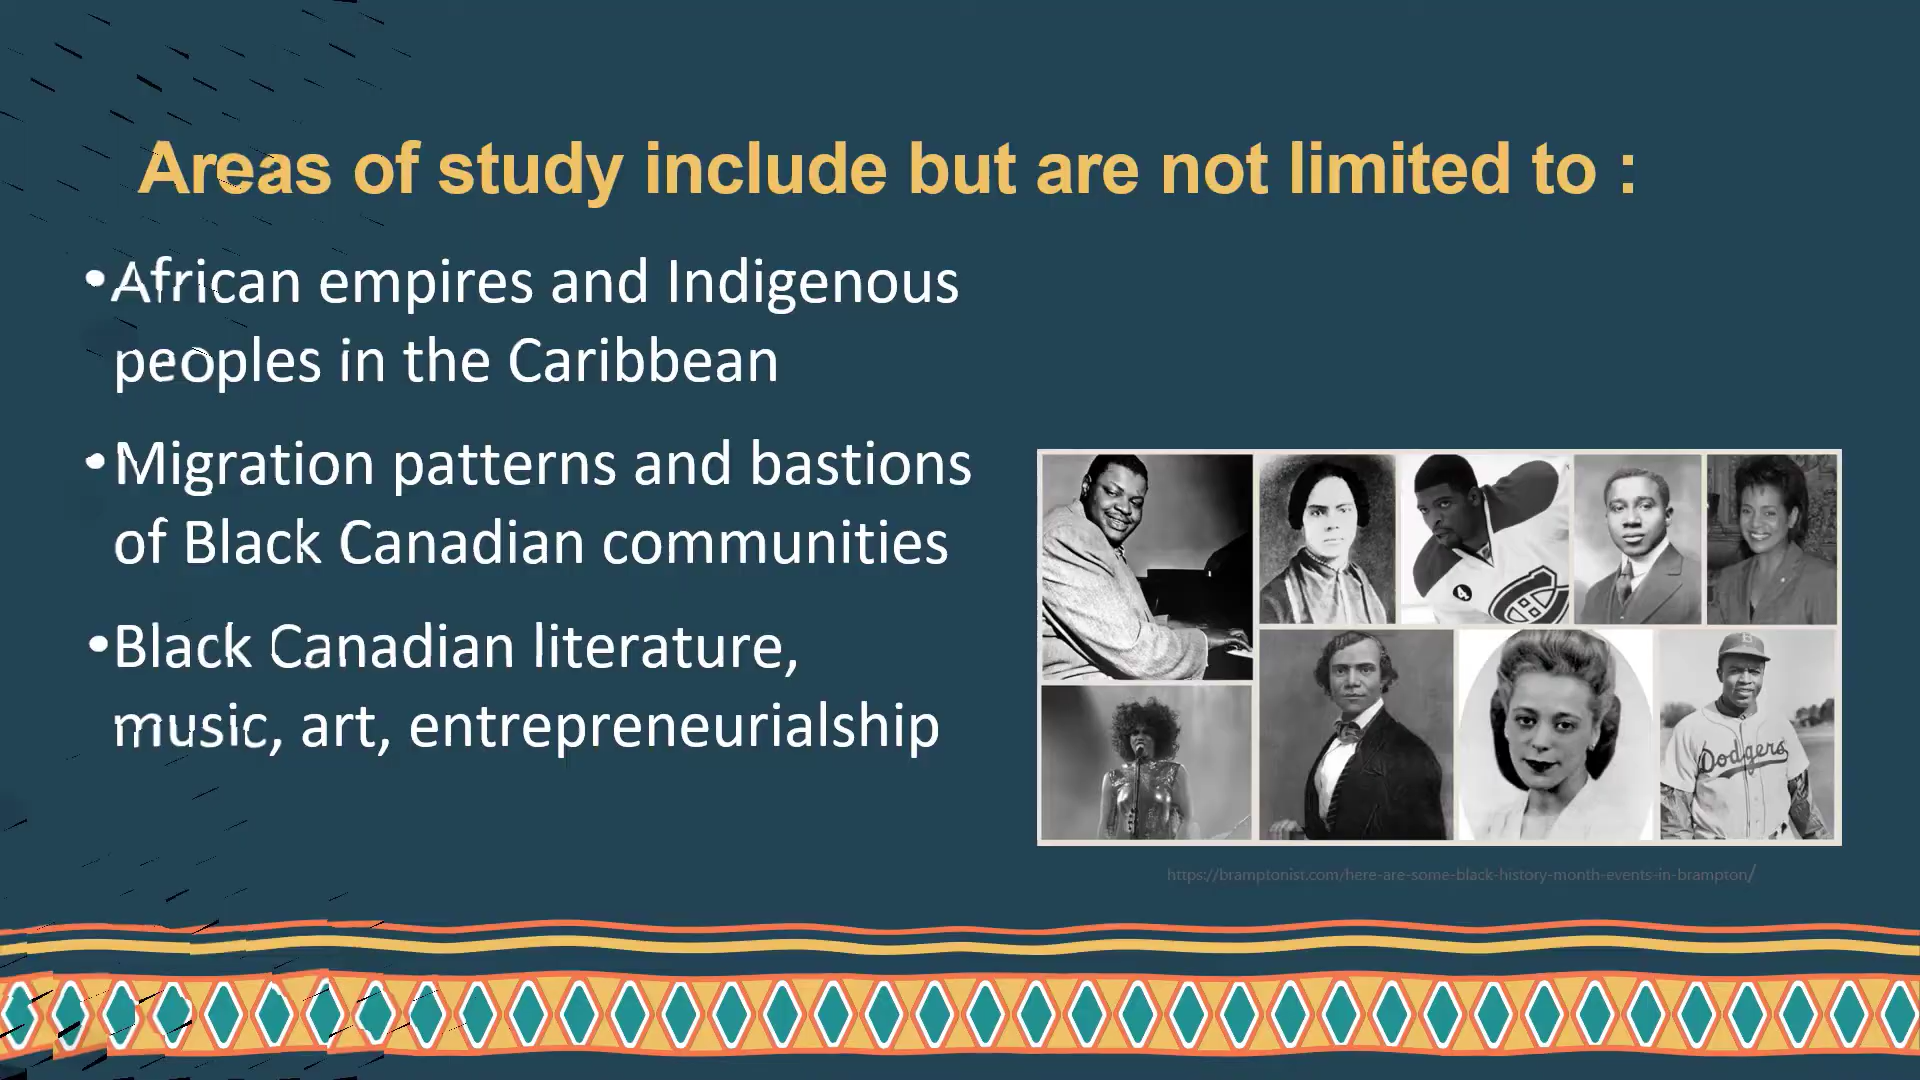 Areas of study include but are not limited to :
•African empires and Indigenous
peoples in the Caribbean
•Migration patterns and bastions
of Black Canadian communities
•Black Canadian literature,
music, art, entrepreneurialship
4
B
Dodgers
https://bramptonist.com/here-are-some-black-history-month-events-in-brampton/